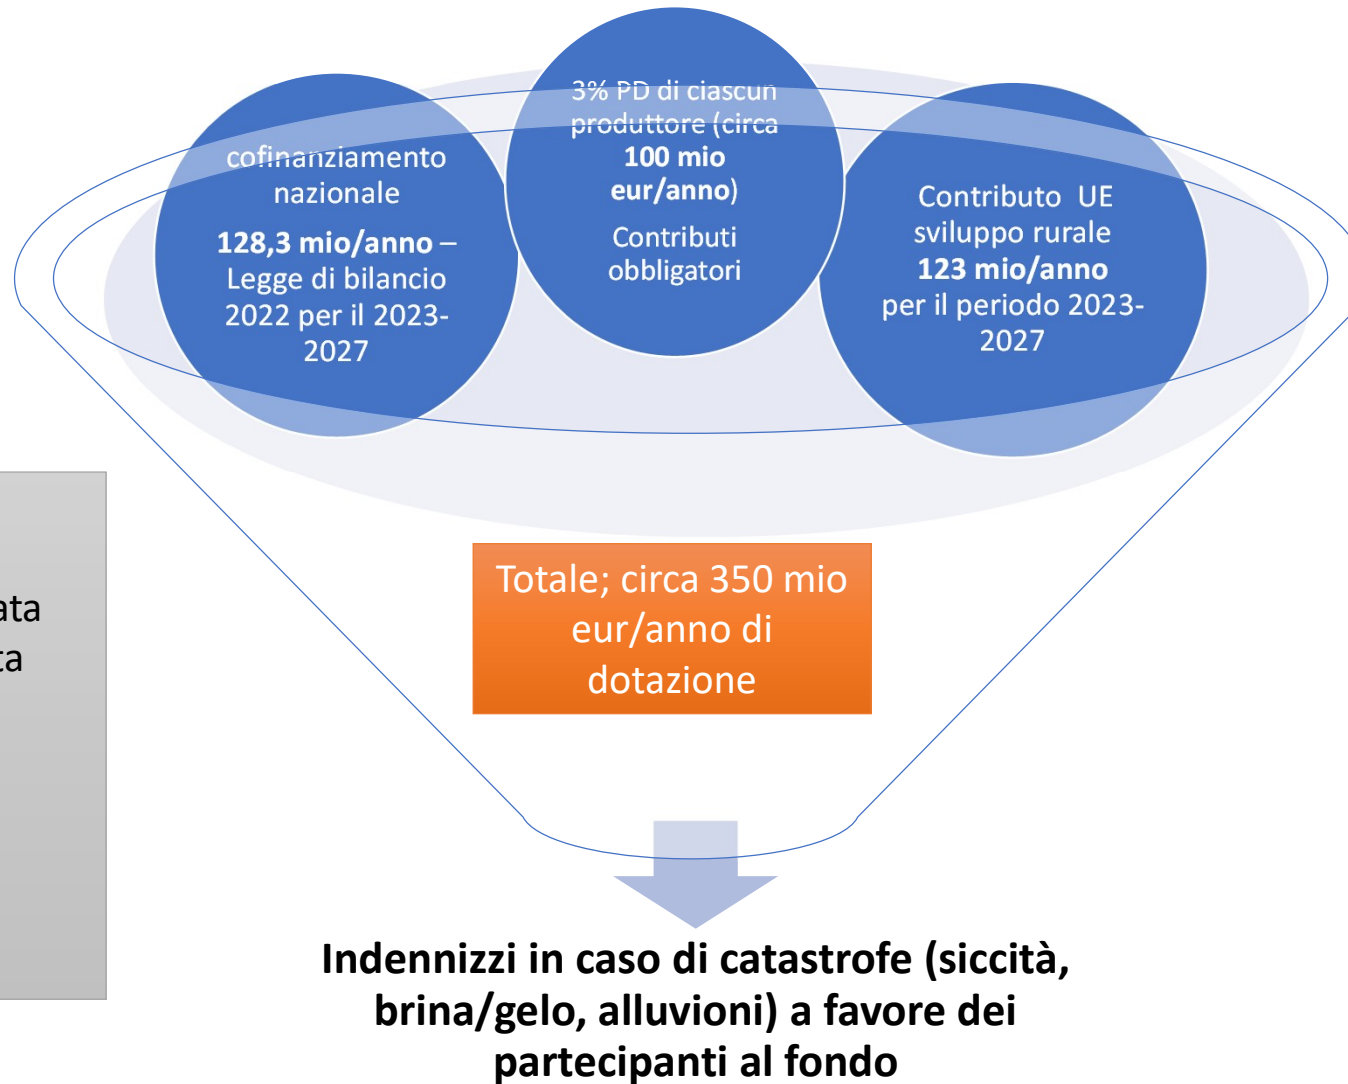 cofinanziamento
nazionale
128,3 mio/anno –
Legge di bilancio
2022 per il 2023-
2027
3% PD di ciascun
produttore (circa
100 mio
eur/anno)
Contributi
obbligatori
Contributo UE
sviluppo rurale
123 mio/anno
per il periodo 2023-
2027
Totale; circa 350 mio
eur/anno di
dotazione
Indennizzi in caso di catastrofe (siccità,
brina/gelo, alluvioni) a favore dei
partecipanti al fondo